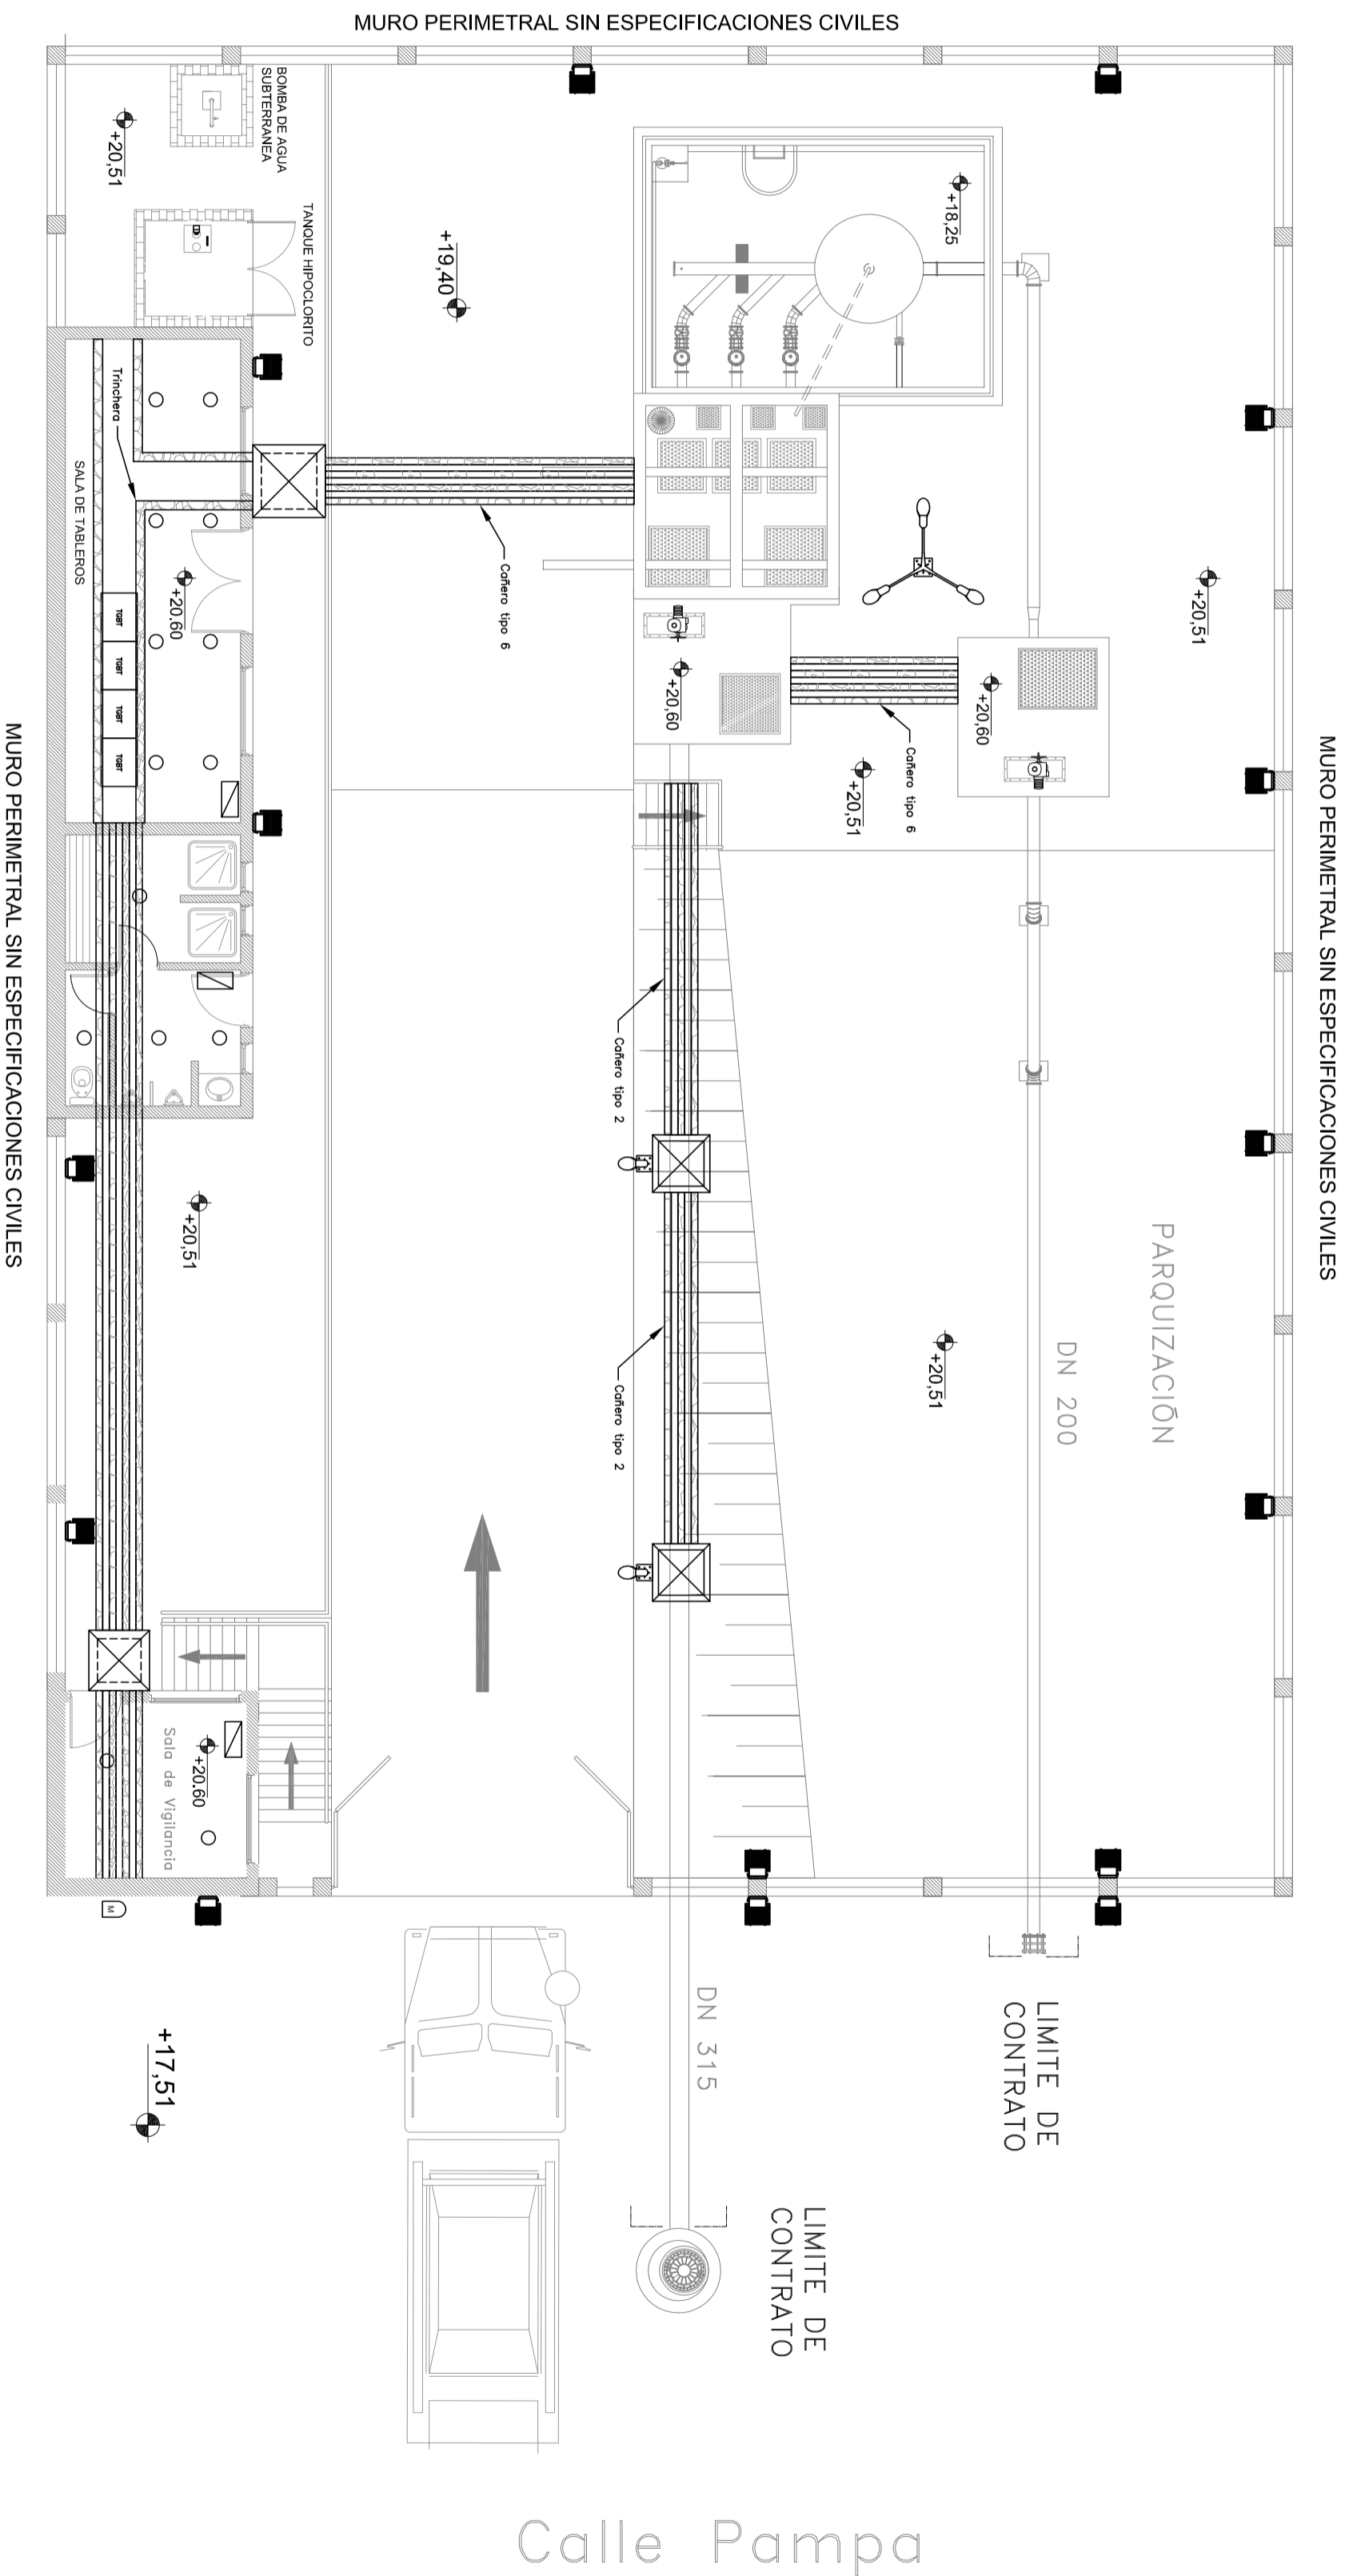 MURO PERIMETRAL SIN ESPECIFICACIONES CIVILES
BOMBA DE AGUA
SUBTERRANEA
+20,51
TANQUE HIPOCLORITO
+19,40
+18,25
Trinchera
SALA DE TABLEROS
+20.60
TGBT
TGBT
TGBT
TGBT
Cañero tipo 6
+20,60
+20,60
+20,51
+20,51
Cañero tipo 6
MURO PERIMETRAL SIN ESPECIFICACIONES CIVILES
MURO PERIMETRAL SIN ESPECIFICACIONES CIVILES
Cañero tipo 2
+20,51
PARQUIZACIÓN
DN 200
+20,51
Cañero tipo 2
Sala de Vigilancia
+20.60
M
DN 315
LIMITE DE
CONTRATO
+17,51
LIMITE DE
CONTRATO
Calle Pampa